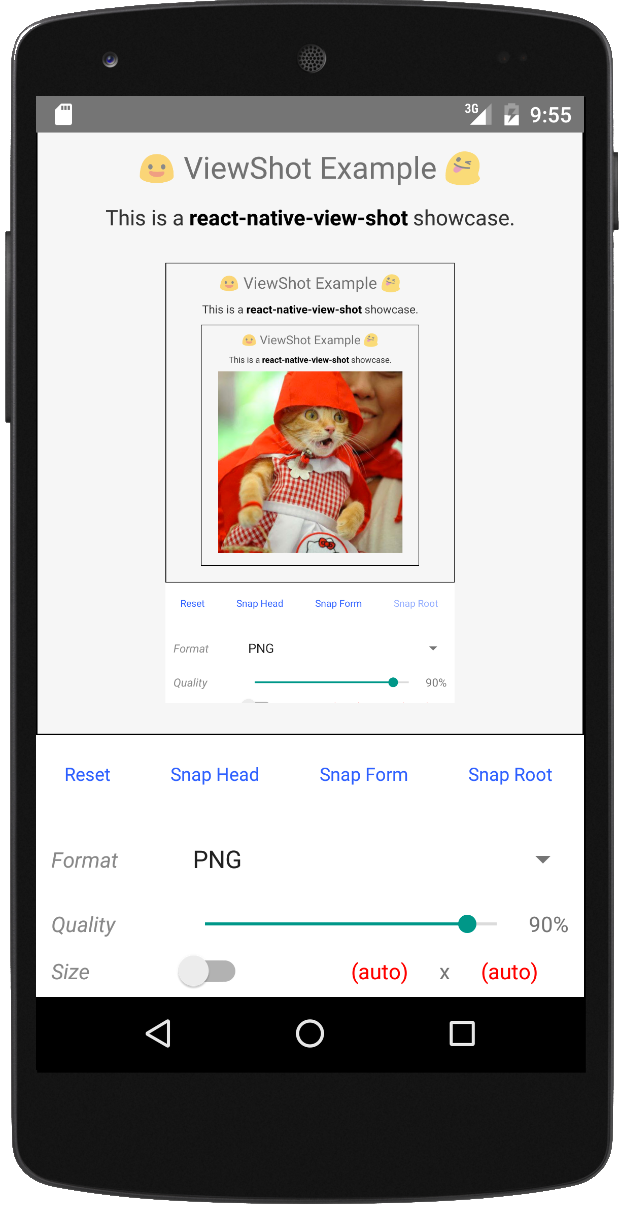 3G 9:55
😀 ViewShot Example 😜
This is a react-native-view-shot showcase.
😀 ViewShot Example 😜
This is a react-native-view-shot showcase.
😀 ViewShot Example 😜
This is a react-native-view-shot showcase.
Reset Snap Head Snap Form Snap Root
Format PNG
Quality 90%
Reset Snap Head Snap Form Snap Root
Format PNG
Quality 90%
Size (auto) x (auto)